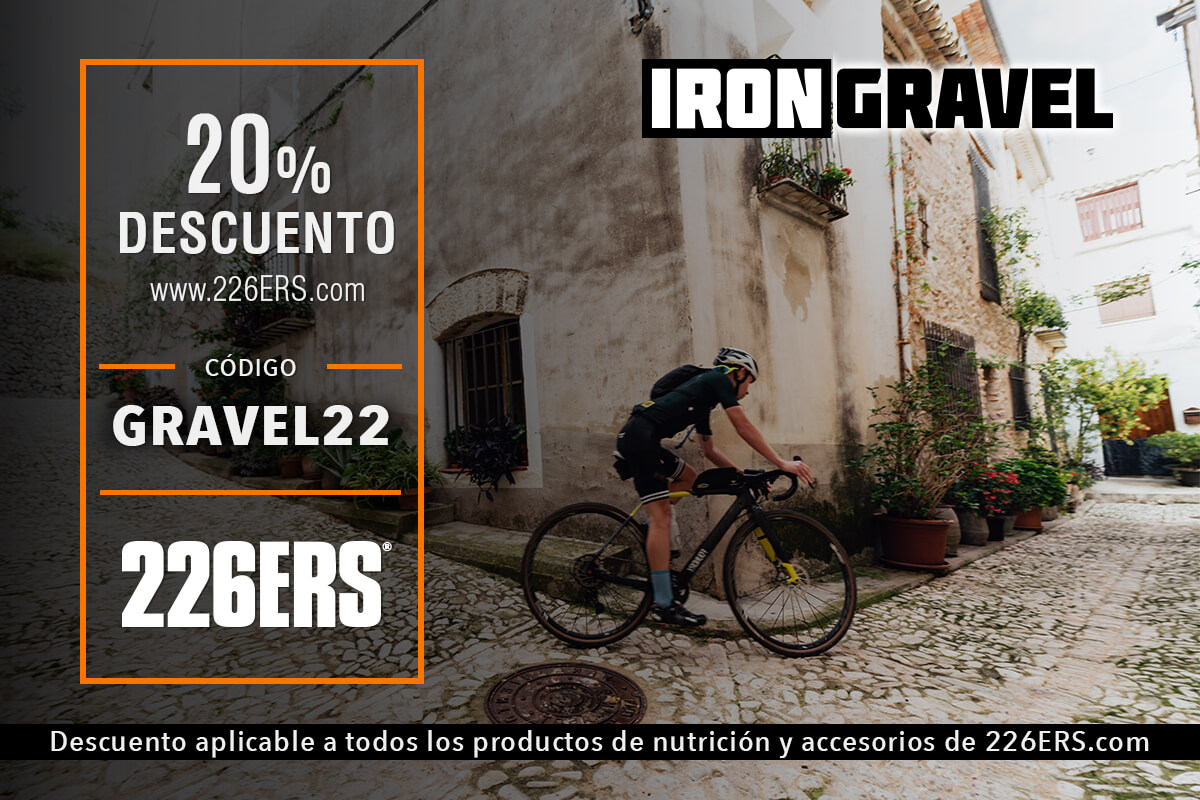 IRON GRAVEL
20%
DESCUENTO
www.226ERS.com
CÓDIGO
GRAVEL22
226ERS®
Descuento aplicable a todos los productos de nutrición y accesorios de 226ERS.com